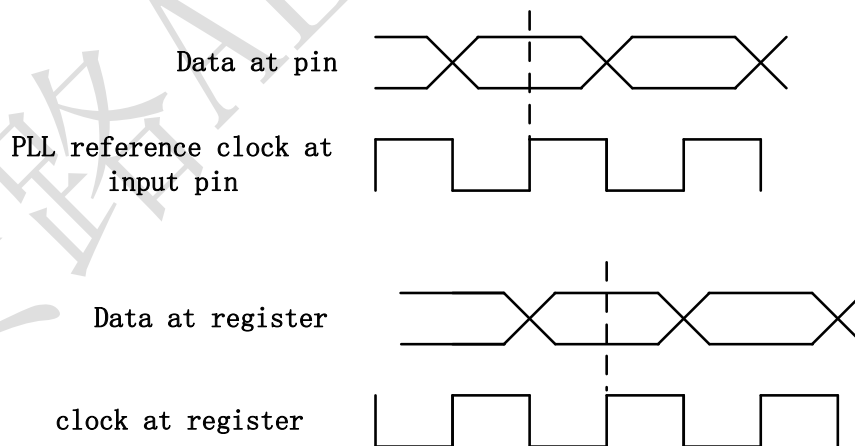 Data at pin
PLL reference clock at
input pin
Data at register
clock at register